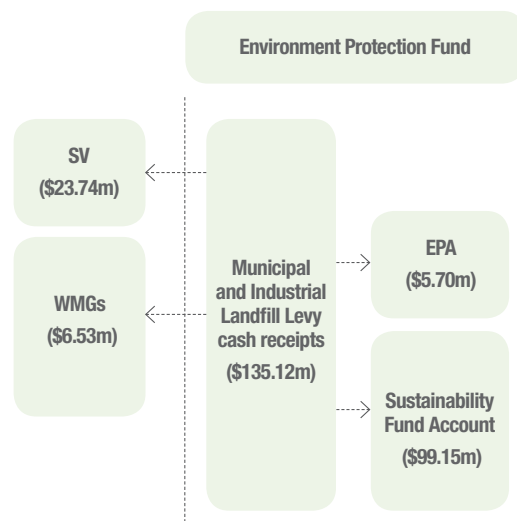 Environment Protection Fund
SV
($23.74m)
WMGs
($6.53m)
Municipal
and Industrial
Landfill Levy
cash receipts
($135.12m)
EPA
($5.70m)
Sustainability
Fund Account
($99.15m)